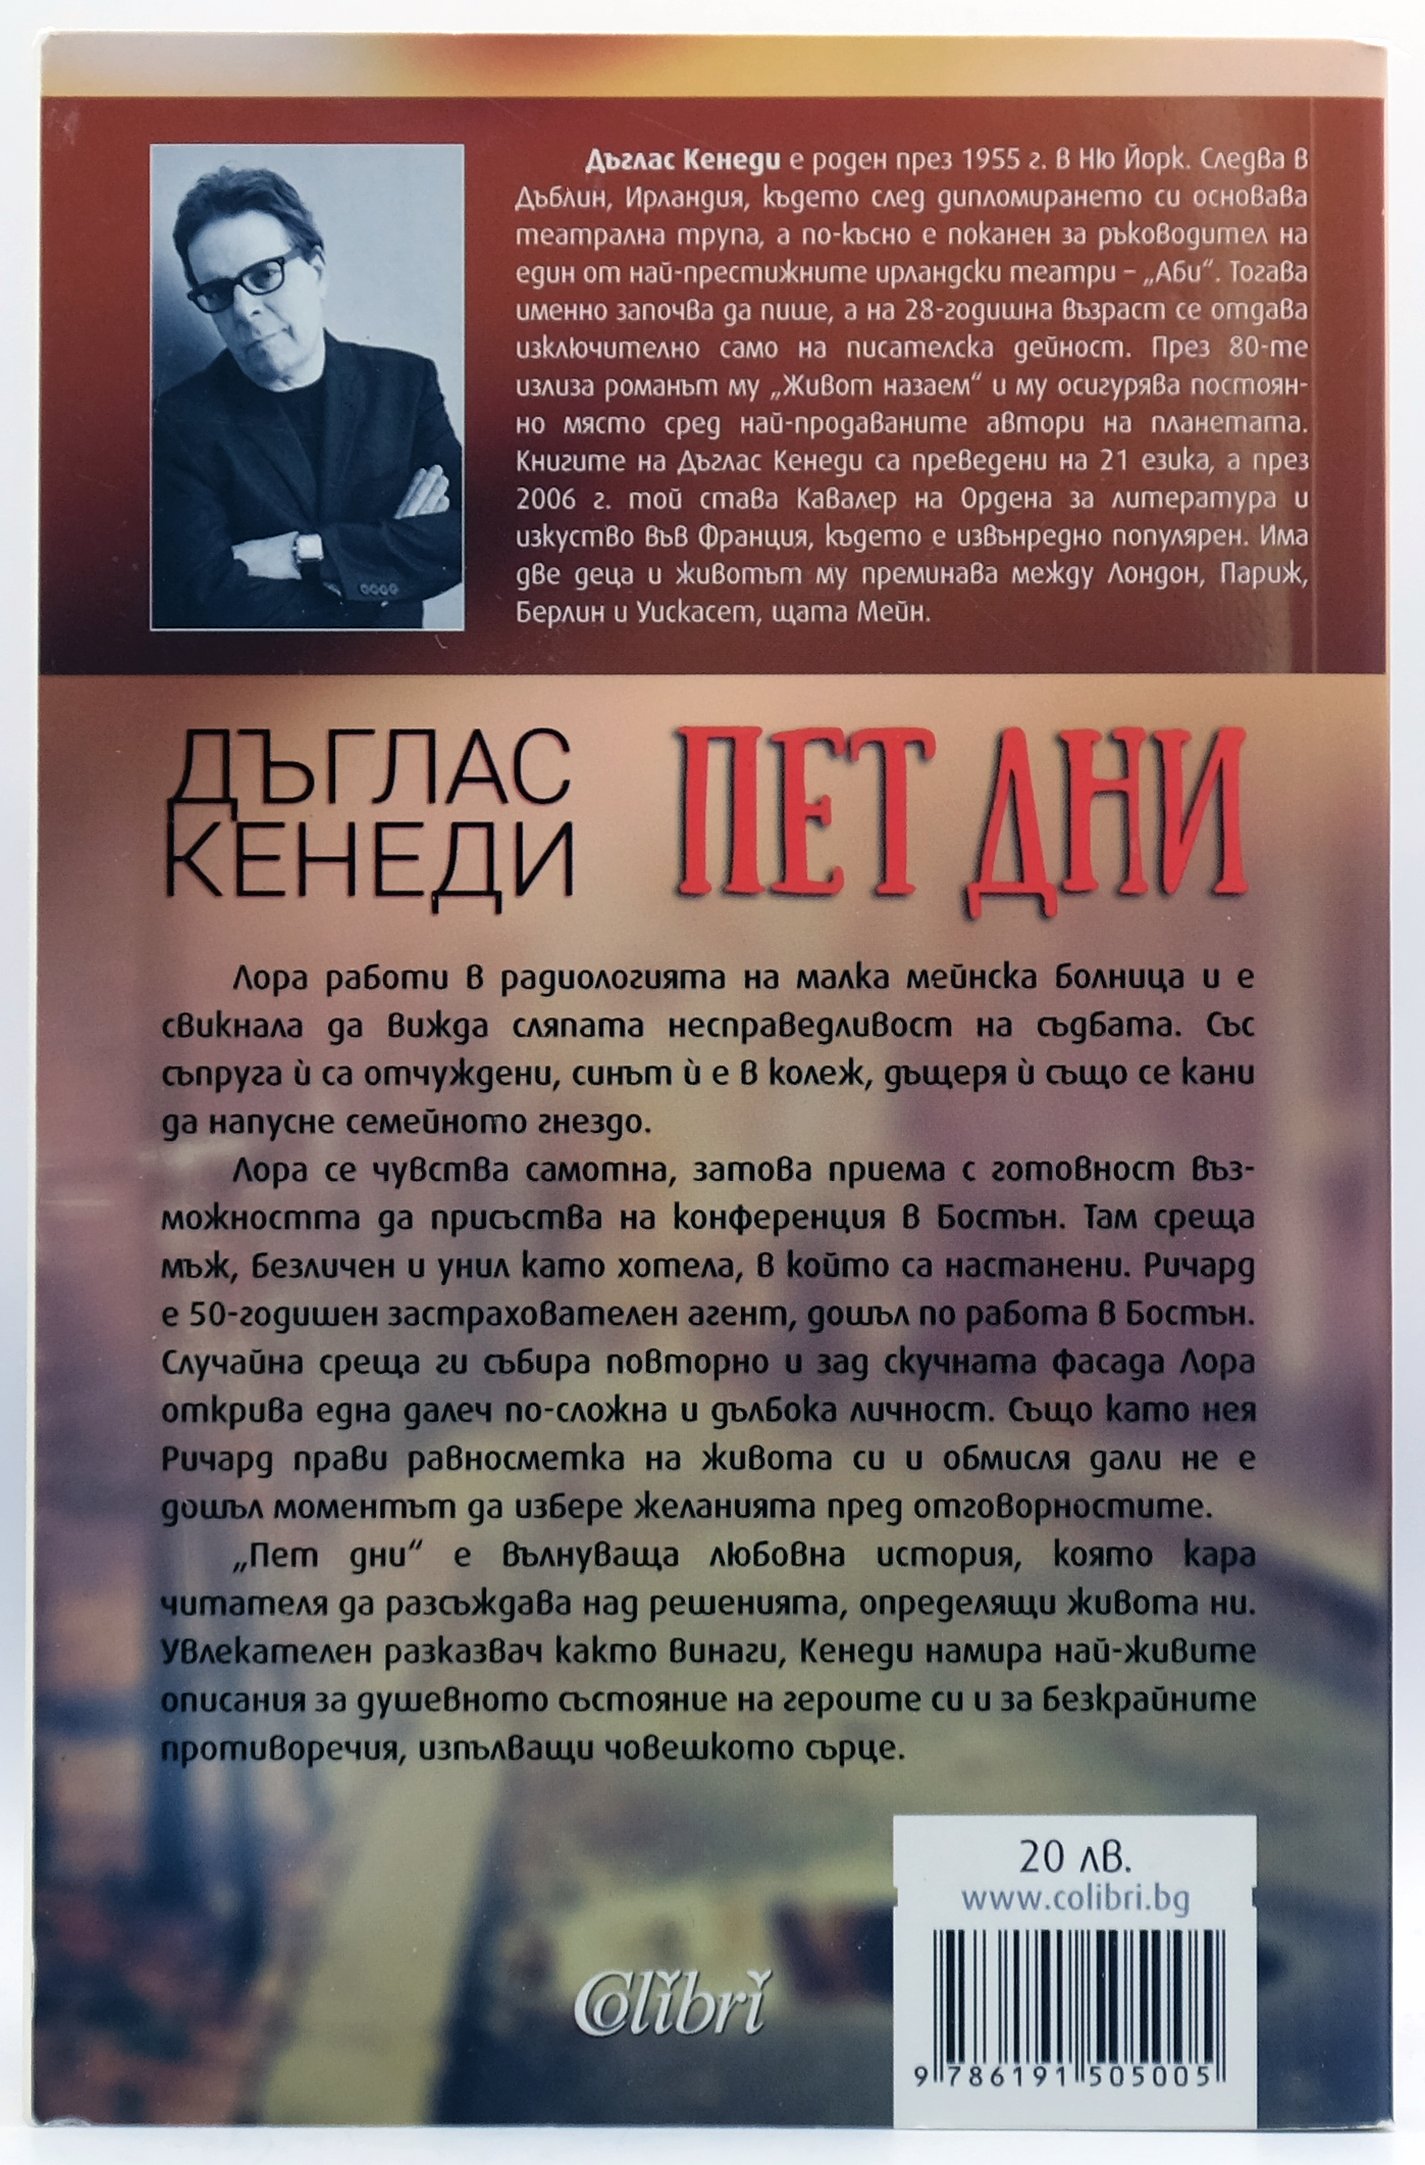 Дъглас Кенеди е роден през 1955 г. в Ню Йорк. Следва в
Дъблин, Ирландия, където след дипломирането си основава
театрална трупа, а по-късно е поканен за ръководител на
един от най-престижните ирландски театри – „Аби“. Тогава
именно започва да пише, а на 28-годишна възраст се отдава
изключително само на писателска дейност. През 80-те
излиза романът му „Живот назаем“ и му осигурява постоян-
но място сред най-продаваните автори на планетата.
Книгите на Дъглас Кенеди са преведени на 21 езика, а през
2006 г. той става Кавалер на Ордена за литература и
изкуство във Франция, където е извънредно популярен. Има
две деца и животът му преминава между Лондон, Париж,
Берлин и Уискасет, щата Мейн.
ДЪГЛАС
КЕНЕДИ
ПЕТ ДНИ
Лора работи в радиологията на малка мейнска болница и е
свикнала да вижда сляпата несправедливост на съдбата. Със
съпруга ѝ са отчуждени, синът ѝ е в колеж, дъщеря ѝ също се кани
да напусне семейното гнездо.
Лора се чувства самотна, затова приема с готовност въз-
можността да присъства на конференция в Бостън. Там среща
мъж, безличен и унил като хотела, в който са настанени. Ричард
е 50-годишен застрахователен агент, дошъл по работа в Бостън.
Случайна среща ги събира повторно и зад скучната фасада Лора
открива една далеч по-сложна и дълбока личност. Също като нея
Ричард прави равносметка на живота си и обмисля дали не е
дошъл моментът да избере желанията пред отговорностите.
„Пет дни“ е вълнуваща любовна история, която кара
читателя да разсъждава над решенията, определящи живота ни.
Увлекателен разказвач както винаги, Кенеди намира най-живите
описания за душевното състояние на героите си и за безкрайните
противоречия, изпълващи човешкото сърце.
20 лв.
www.colibri.bg
Colibri
9 786191 505005